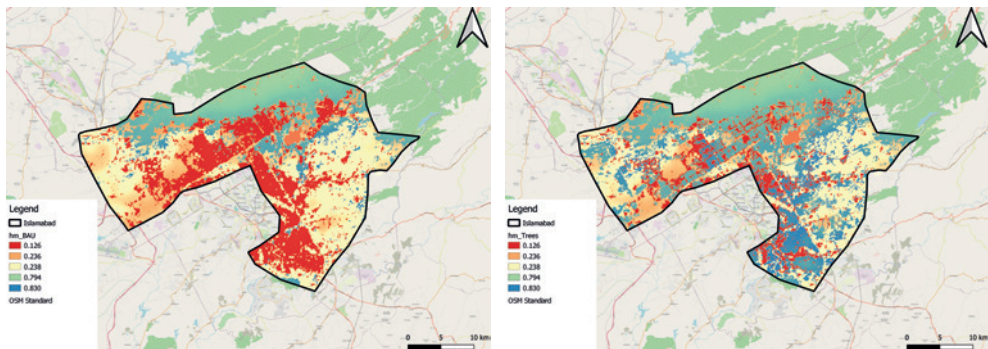 Legend
Islamabad
hm_BAU
0.126
0.236
0.238
0.794
0.830
OSM Standard
0 5 10 km
Legend
Islamabad
hm_Trees
0.126
0.236
0.238
0.794
0.830
OSM Standard
0 5 10 km